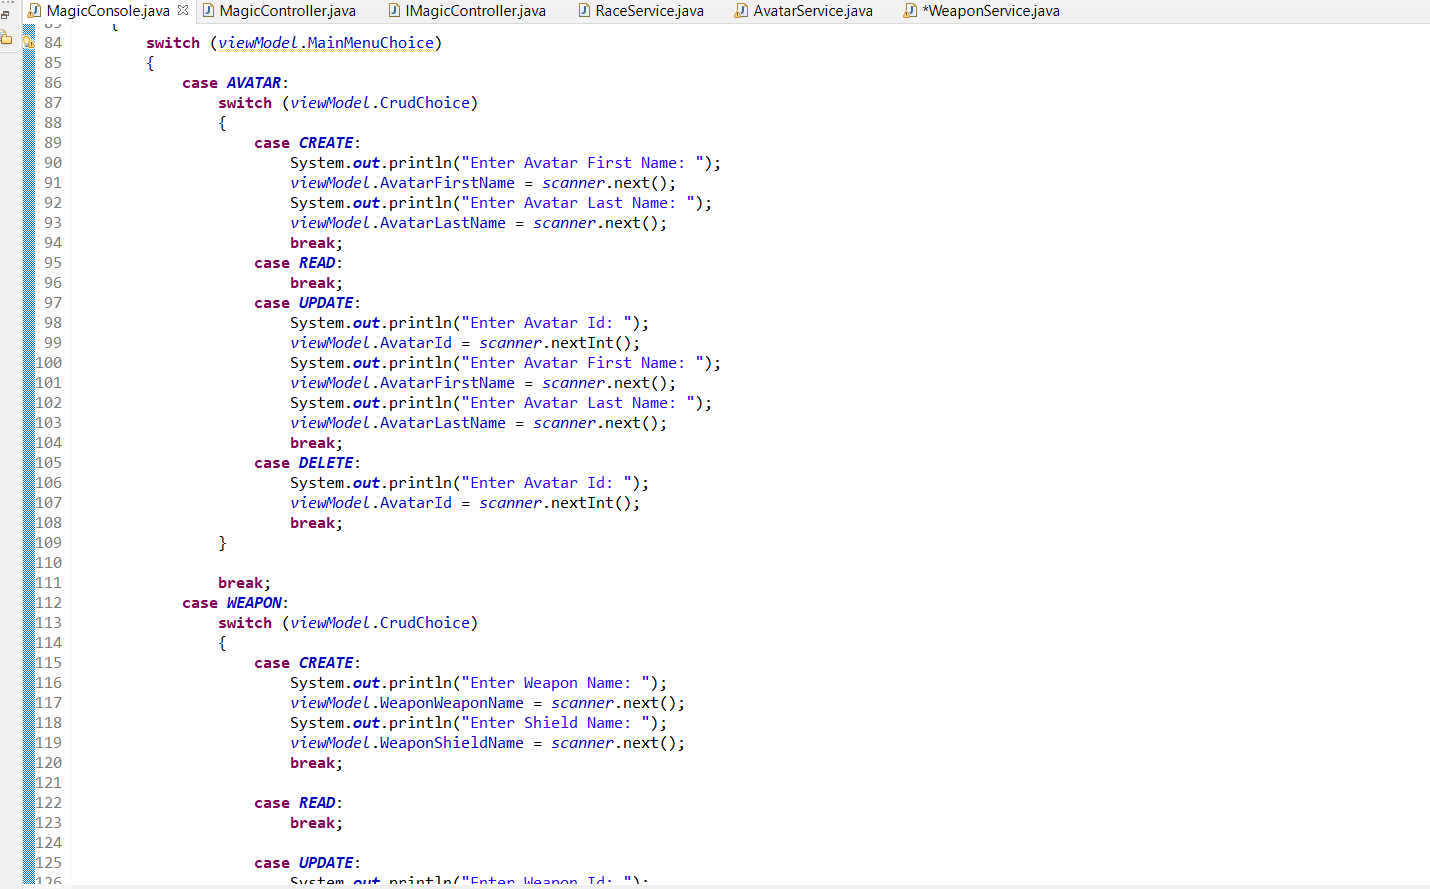 MagicConsole.java MagicController.java IMagicController.java RaceService.java AvatarService.java *WeaponService.java
83 {
84 switch (viewModel.MainMenuChoice)
85 {
86 case AVATAR:
87 switch (viewModel.CrudChoice)
88 {
89 case CREATE:
90 System.out.println("Enter Avatar First Name: ");
91 viewModel.AvatarFirstName = scanner.next();
92 System.out.println("Enter Avatar Last Name: ");
93 viewModel.AvatarLastName = scanner.next();
94 break;
95 case READ:
96 break;
97 case UPDATE:
98 System.out.println("Enter Avatar Id: ");
99 viewModel.AvatarId = scanner.nextInt();
100 System.out.println("Enter Avatar First Name: ");
101 viewModel.AvatarFirstName = scanner.next();
102 System.out.println("Enter Avatar Last Name: ");
103 viewModel.AvatarLastName = scanner.next();
104 break;
105 case DELETE:
106 System.out.println("Enter Avatar Id: ");
107 viewModel.AvatarId = scanner.nextInt();
108 break;
109 }
110
111 break;
112 case WEAPON:
113 switch (viewModel.CrudChoice)
114 {
115 case CREATE:
116 System.out.println("Enter Weapon Name: ");
117 viewModel.WeaponWeaponName = scanner.next();
118 System.out.println("Enter Shield Name: ");
119 viewModel.WeaponShieldName = scanner.next();
120 break;
121
122 case READ:
123 break;
124
125 case UPDATE:
126 System.out.println("Enter Weapon Id: ");